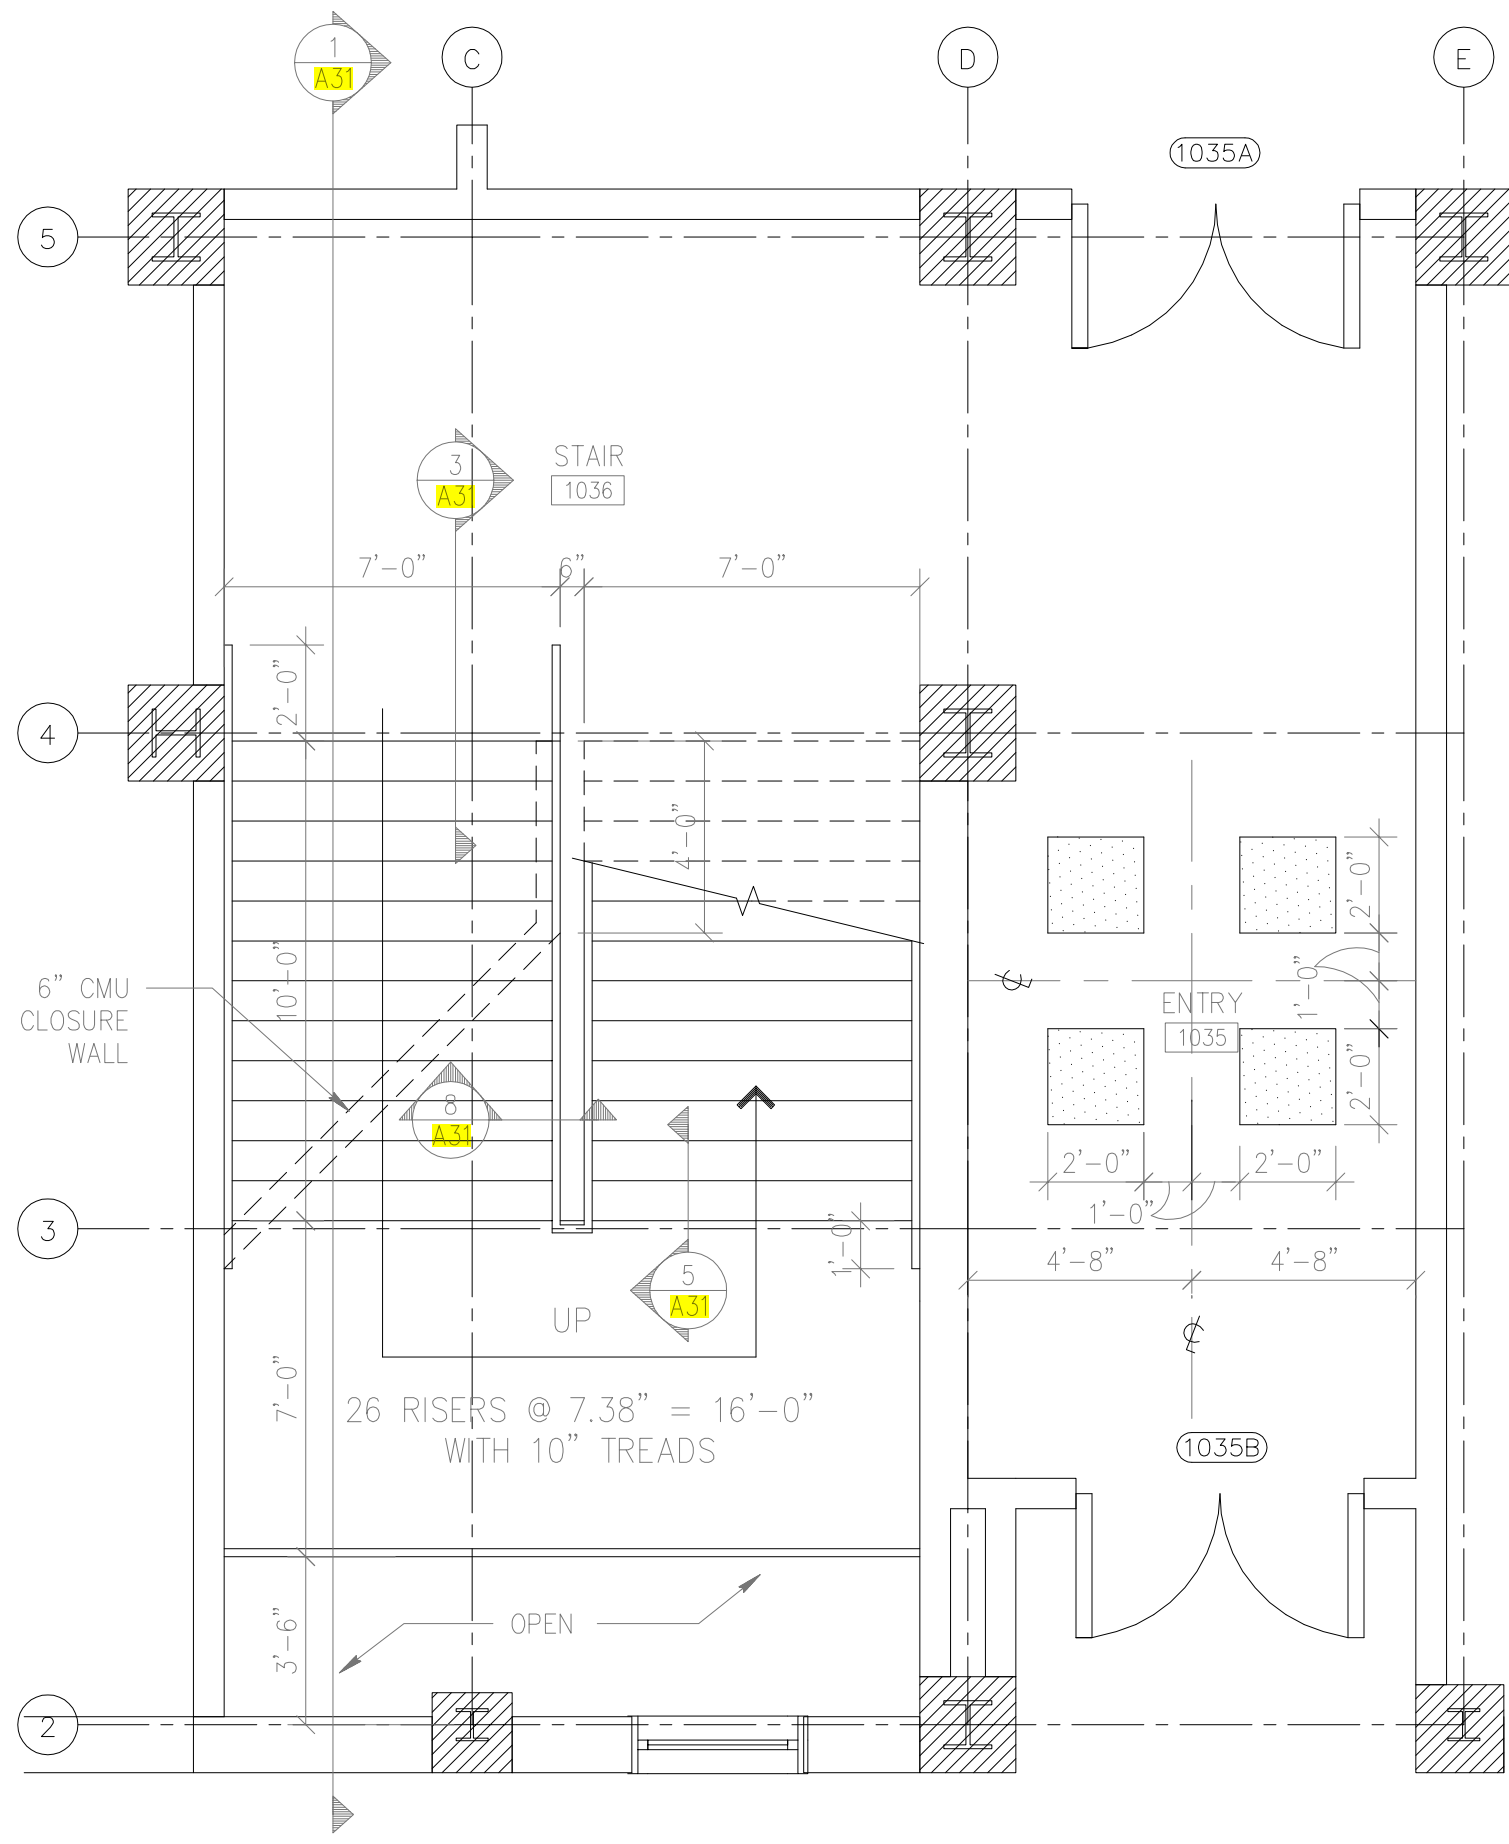 1
A31
C
D
E
1035A
5
3
A31
STAIR
1036
7'-0"
6"
7'-0"
2'-0"
4
4'-0"
2'-0"
10'-0"
6" CMU
CLOSURE
WALL
1'-0"
ENTRY
1035
8
A31
2'-0"
2'-0"
2'-0"
1'-0"
3
1'-0"
4'-8"
4'-8"
5
A31
UP
7'-0"
26 RISERS @ 7.38" = 16'-0"
WITH 10" TREADS
1035B
OPEN
3'-6"
2